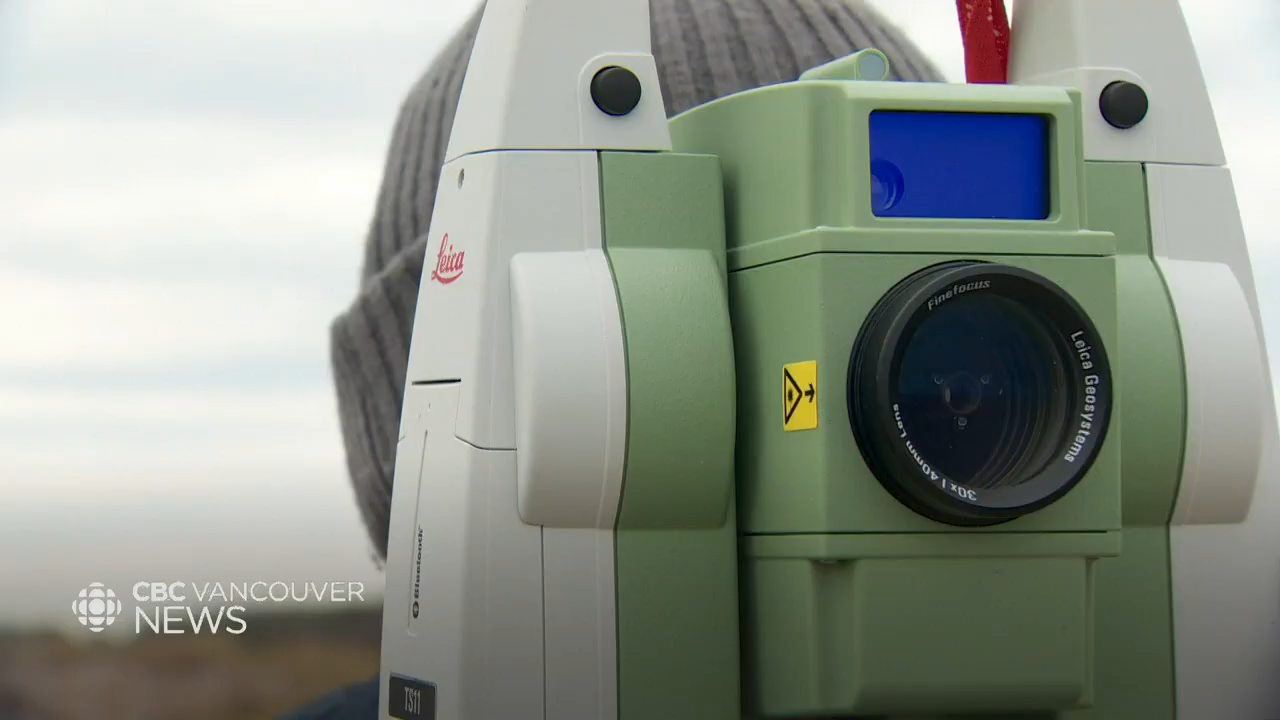 Leica
Finefocus
Leica Geosystems
30x | 40mm Lens
Bluetooth
TS11
CBC VANCOUVER
NEWS